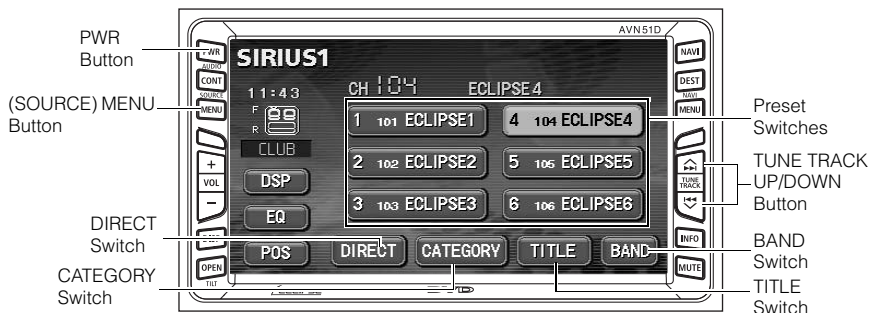 AVN51D
PWR
Button
(SOURCE) MENU
Button
DIRECT
Switch
CATEGORY
Switch
PWR
AUDIO
CONT
SOURCE
MENU
+
VOL
−
OPEN
TILT
SIRIUS1
11:43
F
R
CLUB
DSP
EQ
POS
CH 104 ECLIPSE 4
1 101 ECLIPSE1
4 104 ECLIPSE4
2 102 ECLIPSE2
5 105 ECLIPSE5
3 103 ECLIPSE3
6 106 ECLIPSE6
DIRECT
CATEGORY
TITLE
BAND
NAVI
DEST
NAVI
MENU
TUNE
TRACK
INFO
MUTE
Preset
Switches
TUNE TRACK
UP/DOWN
Button
BAND
Switch
TITLE
Switch